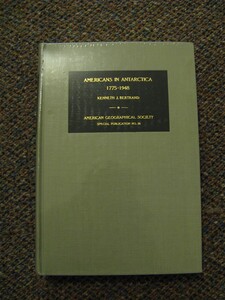 AMERICANS IN ANTARCTICA
1775-1948
KENNETH J. BERTRAND
AMERICAN GEOGRAPHICAL SOCIETY
SPECIAL PUBLICATION NO. 39